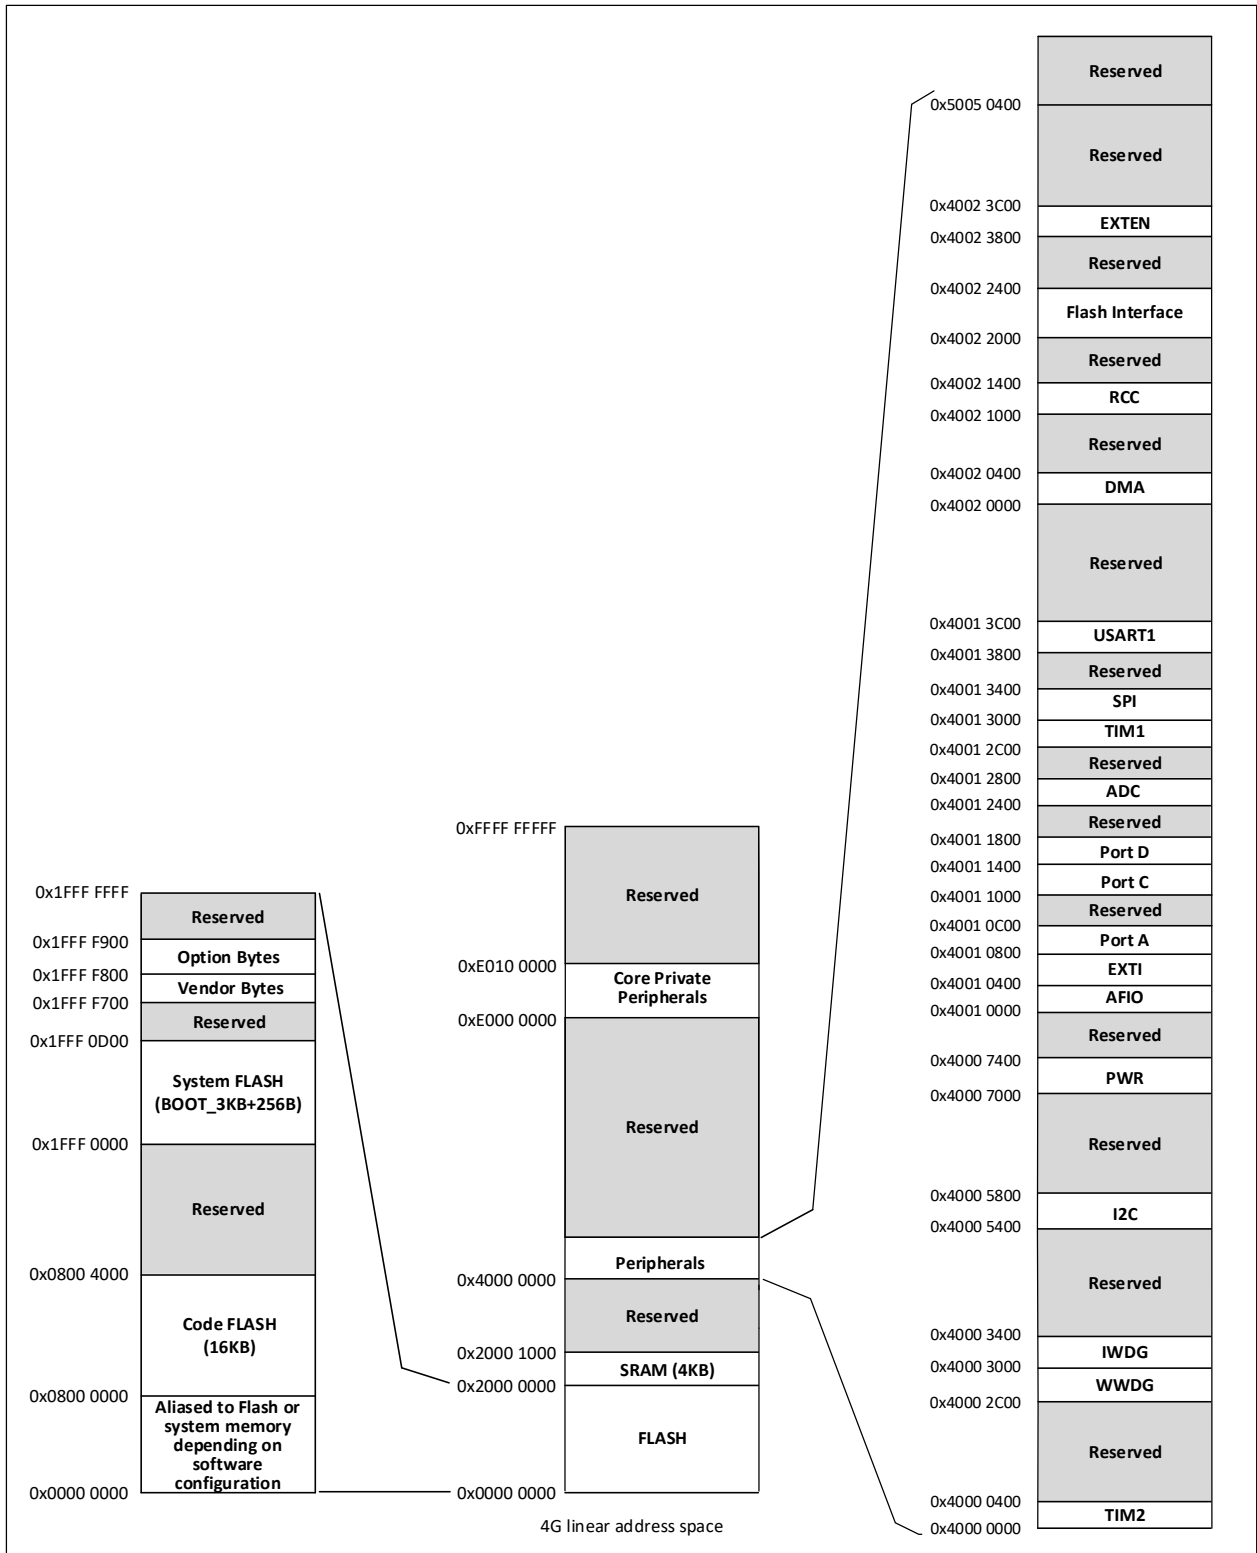 0x1FFF FFFF
Reserved
0x1FFF F900
Option Bytes
0x1FFF F800
Vendor Bytes
0x1FFF F700
Reserved
0x1FFF 0D00
System FLASH
(BOOT_3KB+256B)
0x1FFF 0000
Reserved
0x0800 4000
Code FLASH
(16KB)
0x0800 0000
Aliased to Flash or
system memory
depending on
software
configuration
0x0000 0000
0xFFFF FFFFF
Reserved
0xE010 0000
Core Private
Peripherals
0xE000 0000
Reserved
Peripherals
0x4000 0000
Reserved
0x2000 1000
SRAM (4KB)
0x2000 0000
FLASH
0x0000 0000
4G linear address space
Reserved
0x5005 0400
Reserved
0x4002 3C00
EXTEN
0x4002 3800
Reserved
0x4002 2400
Flash Interface
0x4002 2000
Reserved
0x4002 1400
RCC
0x4002 1000
Reserved
0x4002 0400
DMA
0x4002 0000
Reserved
0x4001 3C00
USART1
0x4001 3800
Reserved
0x4001 3400
SPI
0x4001 3000
TIM1
0x4001 2C00
Reserved
0x4001 2800
ADC
0x4001 2400
Reserved
0x4001 1800
Port D
0x4001 1400
Port C
0x4001 1000
Reserved
0x4001 0C00
Port A
0x4001 0800
EXTI
0x4001 0400
AFIO
0x4001 0000
Reserved
0x4000 7400
PWR
0x4000 7000
Reserved
0x4000 5800
I2C
0x4000 5400
Reserved
0x4000 3400
IWDG
0x4000 3000
WWDG
0x4000 2C00
Reserved
0x4000 0400
TIM2
0x4000 0000